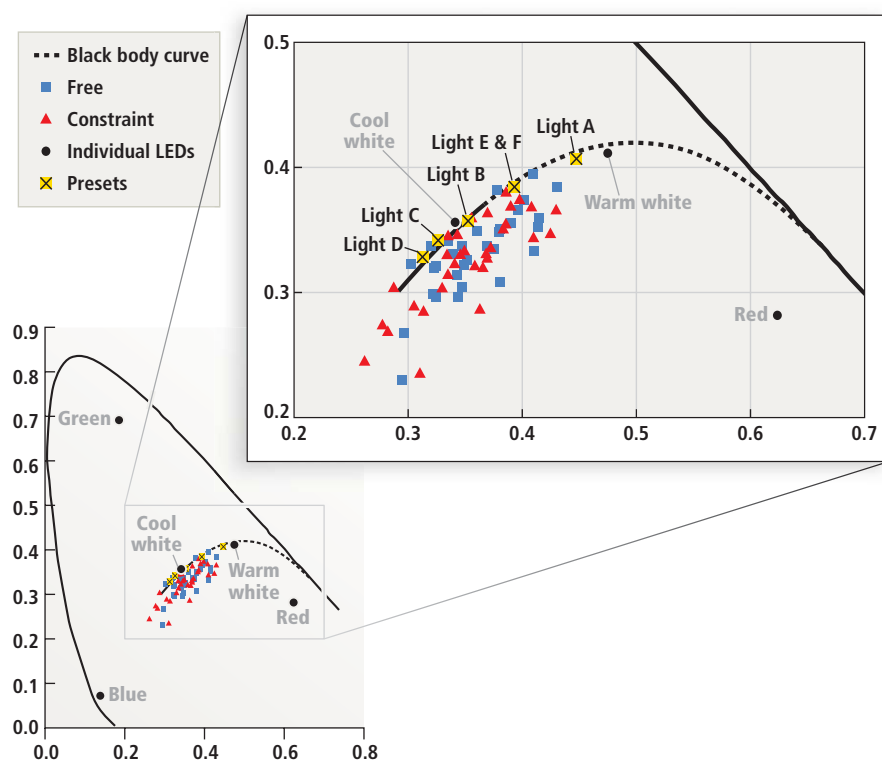 Black body curve
Free
Constraint
Individual LEDs
Presets
0.5
0.4
0.3
0.2
0.2
0.3
0.4
0.5
0.6
0.7
Cool
white
Light E & F
Light A
Light B
Warm white
Light C
Light D
Red
0.9
0.8
0.7
0.6
0.5
0.4
0.3
0.2
0.1
0.0
0.0
0.2
0.4
0.6
0.8
Green
Cool
white
Warm
white
Red
Blue